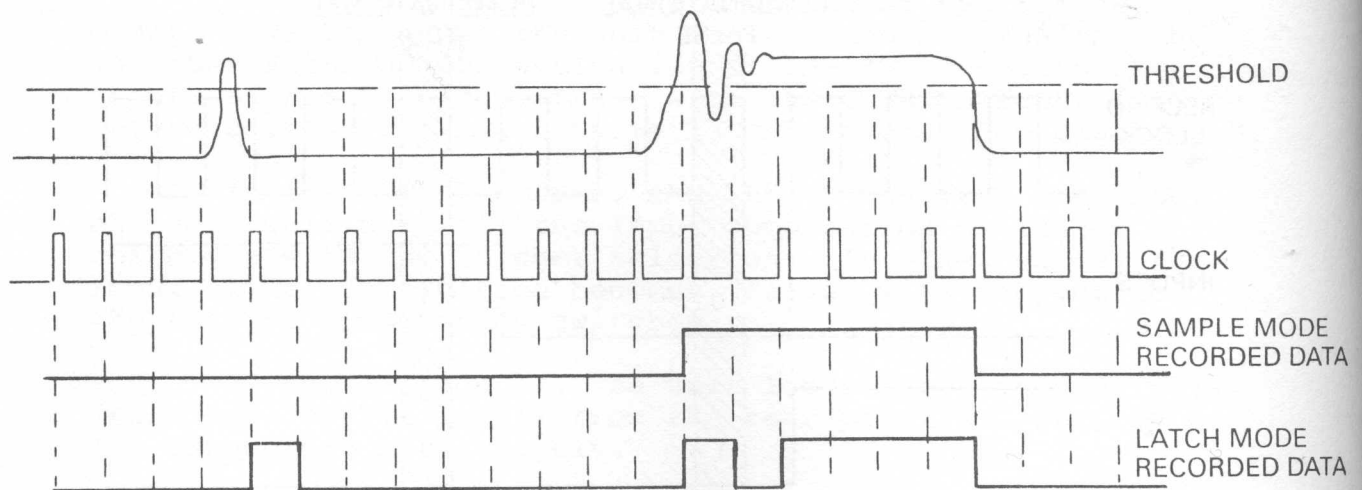 THRESHOLD
CLOCK
SAMPLE MODE
RECORDED DATA
LATCH MODE
RECORDED DATA